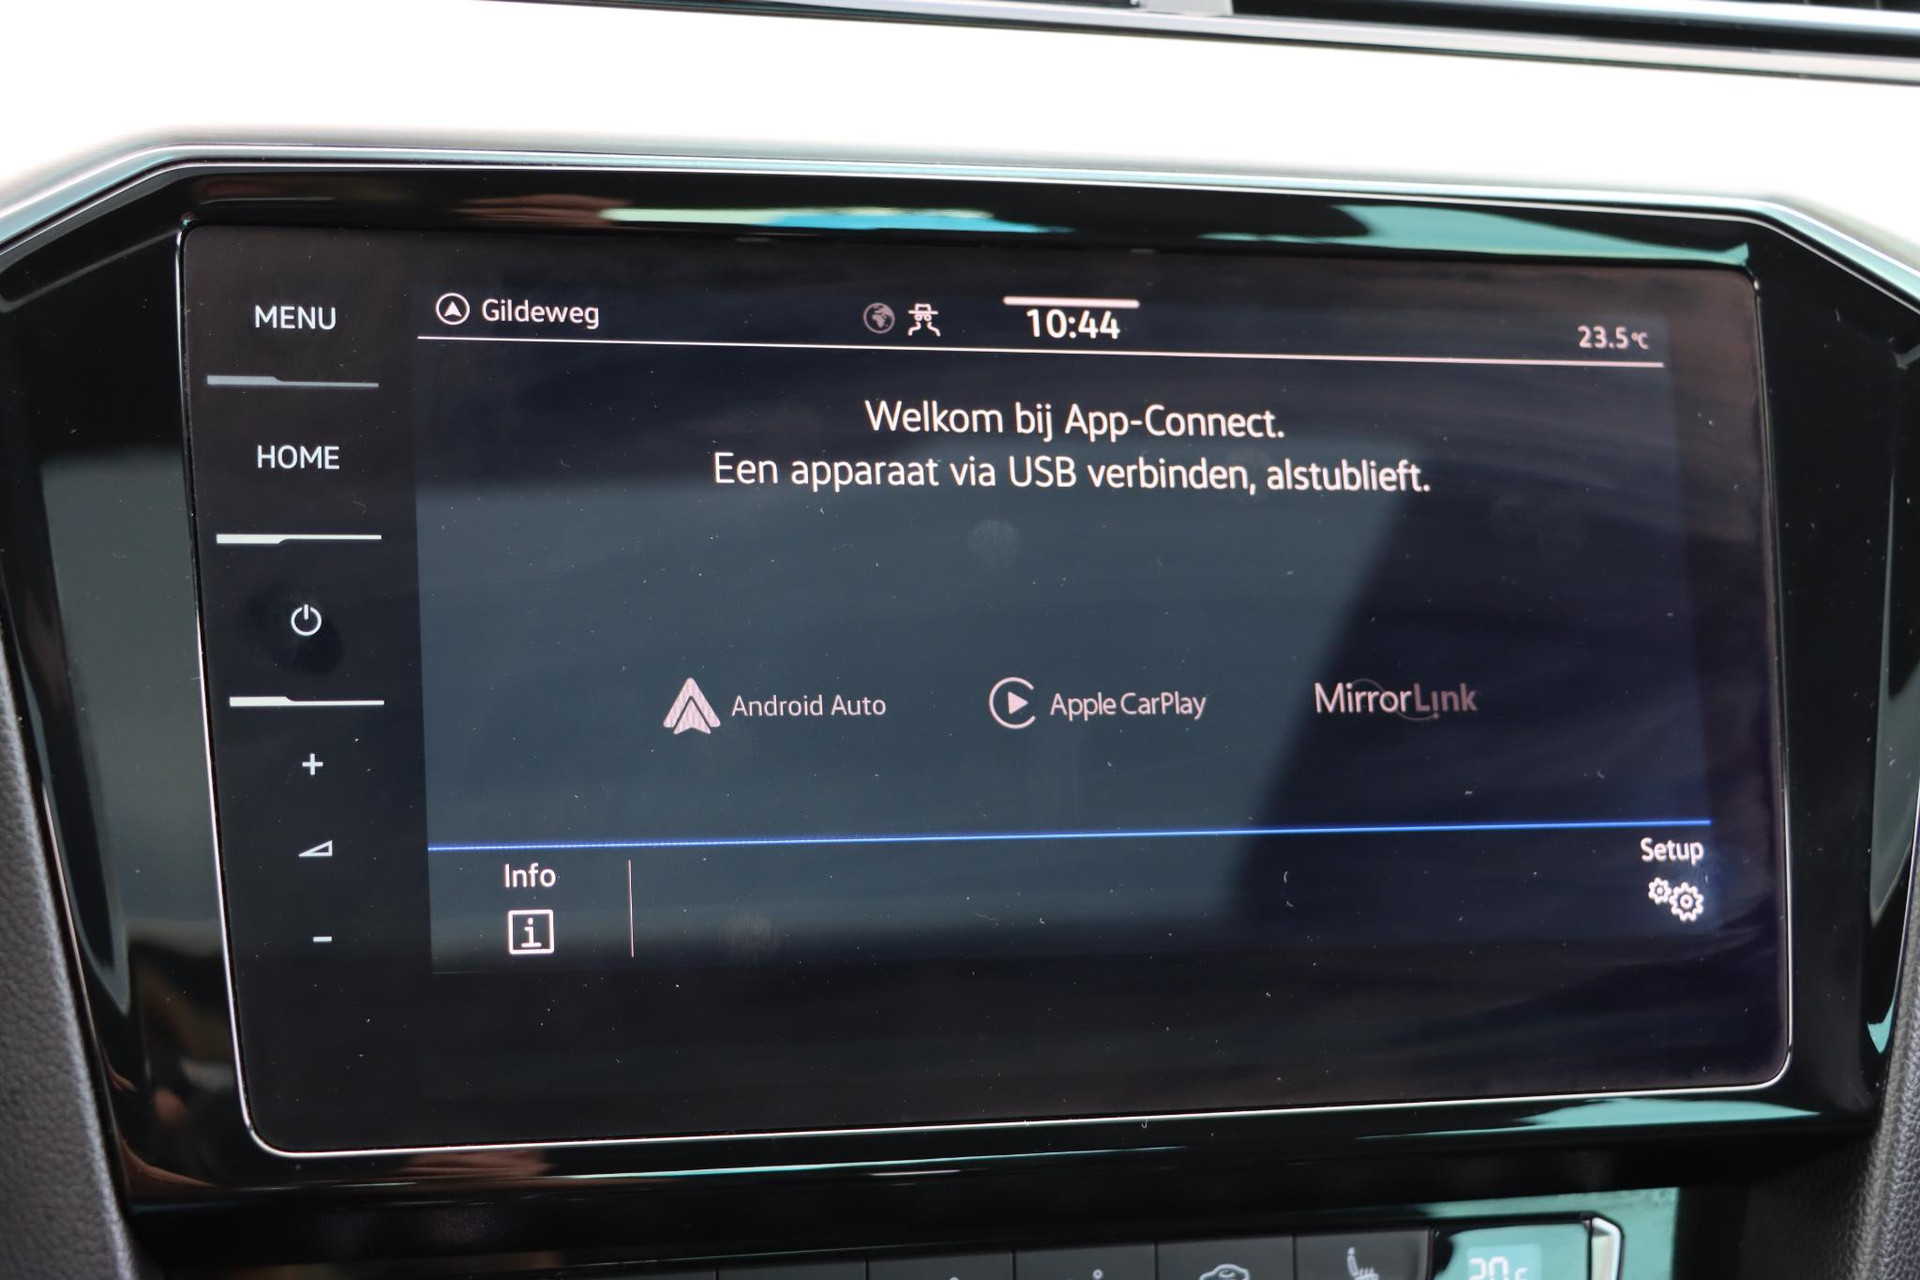 MENU
Gildeweg
10:44
23.5°C
HOME
Welkom bij App-Connect.
Een apparaat via USB verbinden, alstublieft.
Android Auto
Apple CarPlay
MirrorLink
+
-
Info
i
Setup